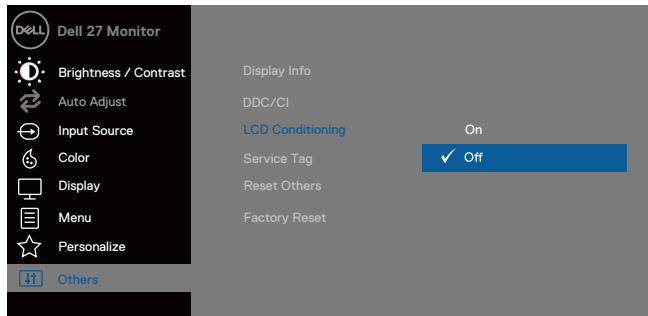 DELL Dell 27 Monitor
Brightness / Contrast
Display Info
Auto Adjust
DDC/CI
Input Source
LCD Conditioning
On
Color
Service Tag
Off
Display
Reset Others
Menu
Factory Reset
Personalize
Others